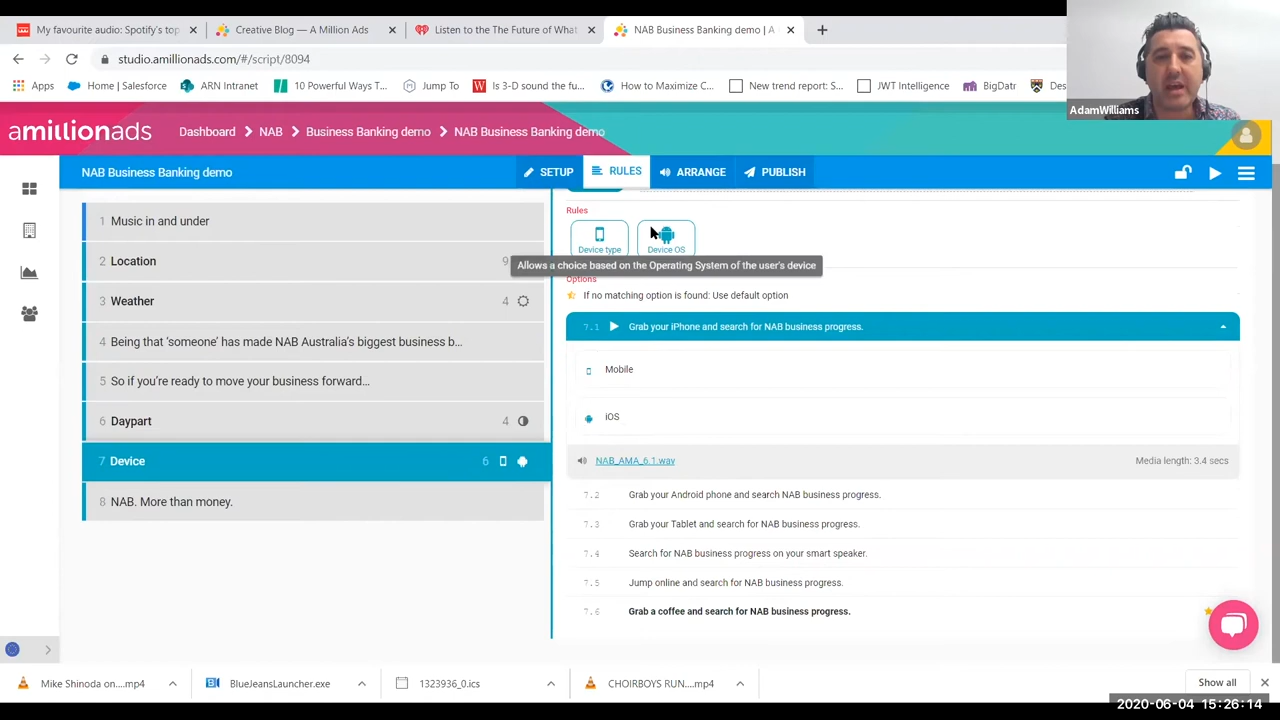 My favourite audio: Spotify's top
Creative Blog — A Million Ads
Listen to the The Future of What
NAB Business Banking demo | A
studio.amillionads.com/#/script/8094
Apps
Home | Salesforce
ARN Intranet
10 Powerful Ways T...
Jump To
Is 3-D sound the fu...
How to Maximize C...
New trend report: S...
JWT Intelligence
BigDatr
Des
AdamWilliams
amillionads
Dashboard
NAB
Business Banking demo
NAB Business Banking demo
NAB Business Banking demo
SETUP
RULES
ARRANGE
PUBLISH
1 Music in and under
2 Location 9
3 Weather 4
4 Being that 'someone' has made NAB Australia's biggest business b...
5 So if you're ready to move your business forward...
6 Daypart 4
7 Device 6
8 NAB. More than money.
Rules
Device type
Device OS
Allows a choice based on the Operating System of the user's device
Options
If no matching option is found: Use default option
7.1 Grab your iPhone and search for NAB business progress.
Mobile
iOS
NAB_AMA_6.1.wav
Media length: 3.4 secs
7.2 Grab your Android phone and search NAB business progress.
7.3 Grab your Tablet and search for NAB business progress.
7.4 Search for NAB business progress on your smart speaker.
7.5 Jump online and search for NAB business progress.
7.6 Grab a coffee and search for NAB business progress.
Mike Shinoda on....mp4
BlueJeansLauncher.exe
1323936_0.ics
CHOIRBOYS RUN....mp4
Show all
2020-06-04 15:26:14